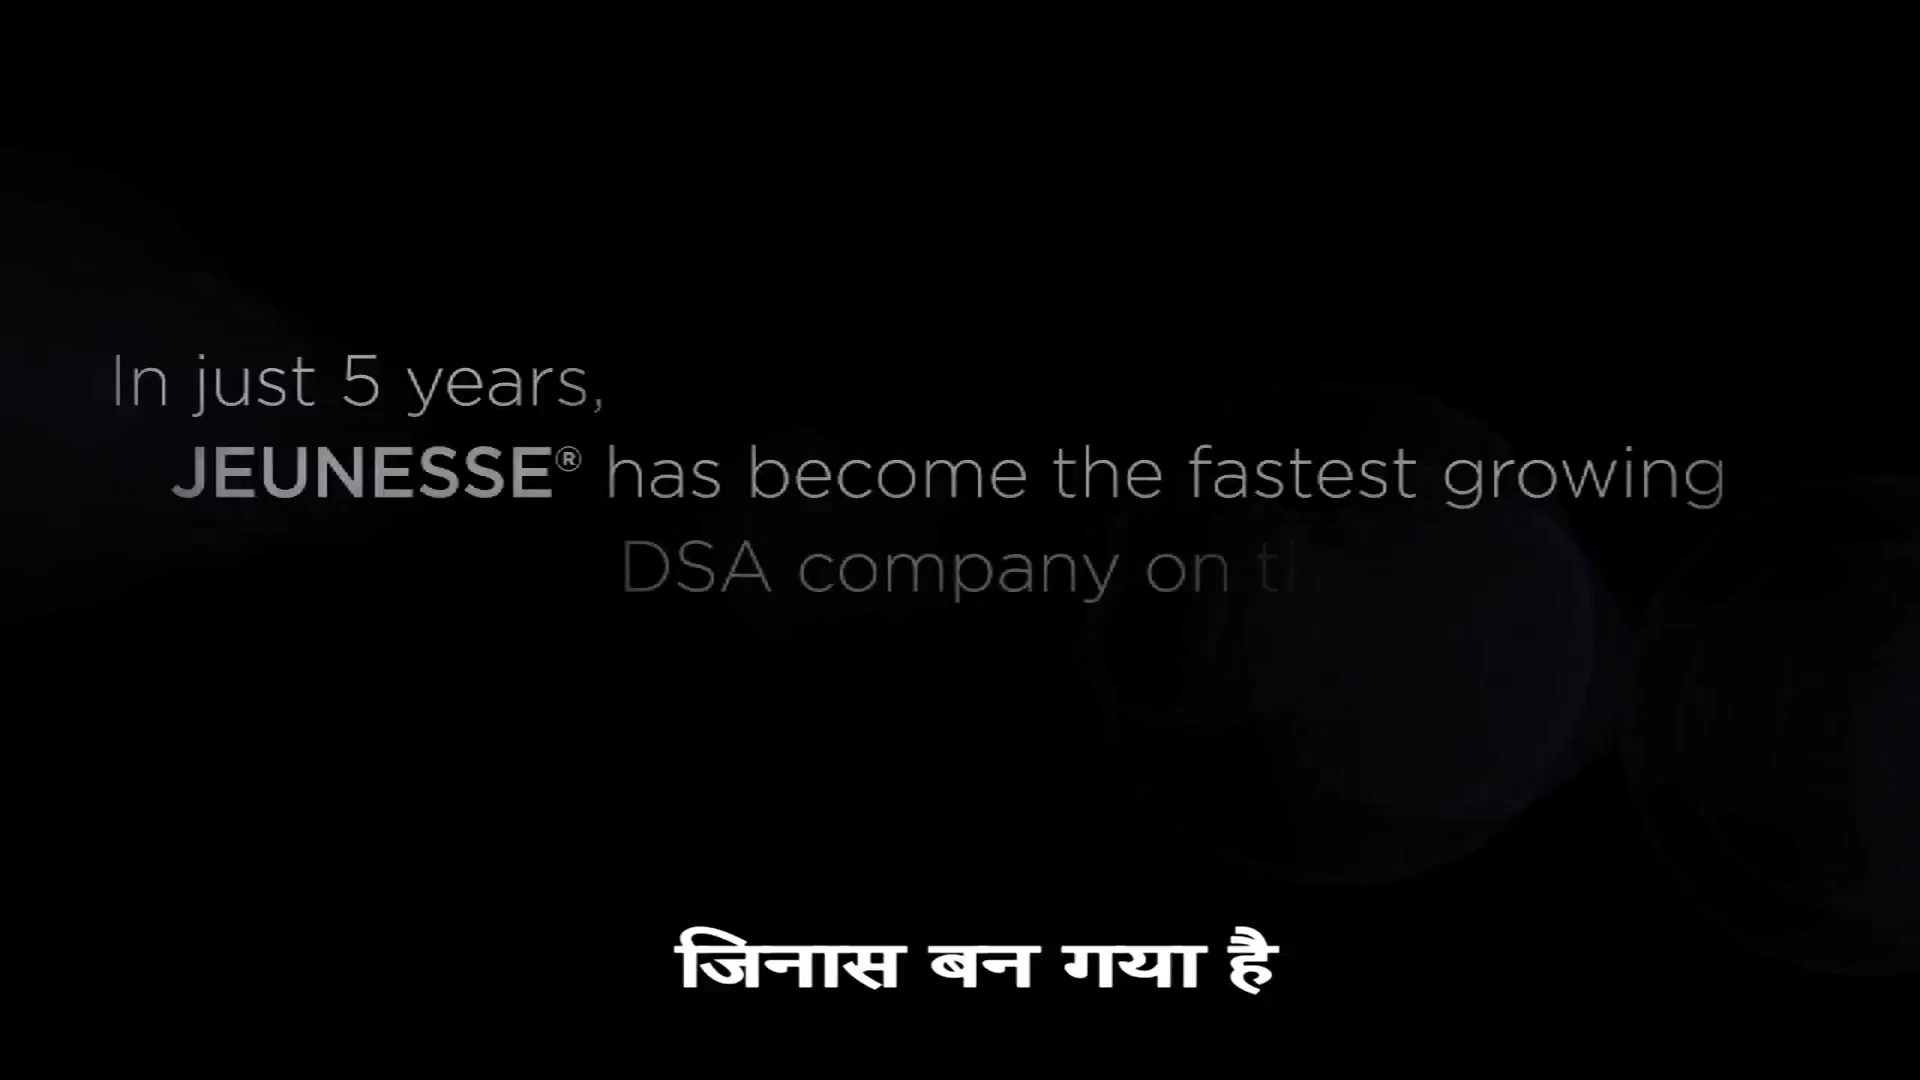 In just 5 years,
JEUNESSE® has become the fastest growing
DSA company on
जिनास बन गया है